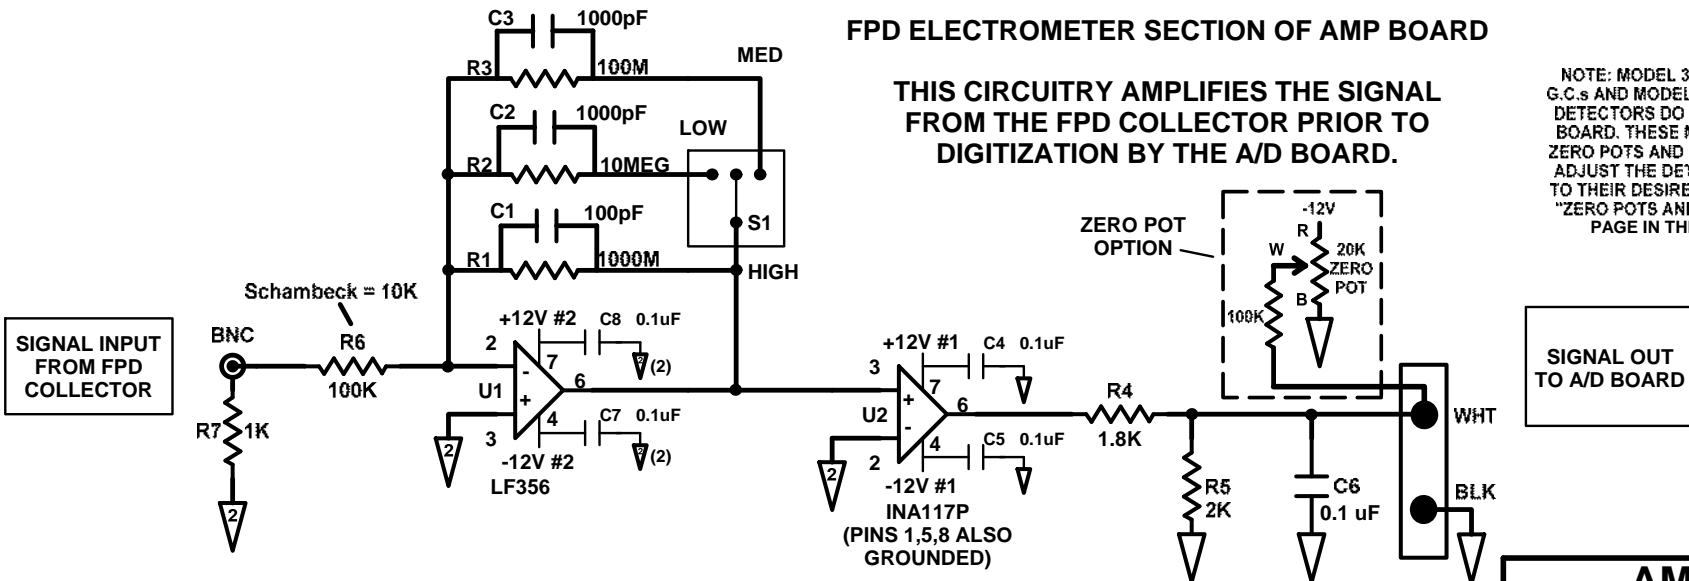 FPD ELECTROMETER SECTION OF AMP BOARD
THIS CIRCUITRY AMPLIFIES THE SIGNAL
FROM THE FPD COLLECTOR PRIOR TO
DIGITIZATION BY THE A/D BOARD.
NOTE: MODEL 3
G.C.s AND MODEL
DETECTORS DO
BOARD. THESE
ZERO POTS AND
ADJUST THE DET
TO THEIR DESIRE
"ZERO POTS AN
PAGE IN TH
C3 1000pF
R3 100M
MED
C2 1000pF
LOW
R2 10MEG
C1 100pF
S1
R1 1000M
HIGH
Schambeck = 10K
SIGNAL INPUT
FROM FPD
COLLECTOR
BNC
R6
100K
R7 1K
2
+12V #2
C8 0.1uF
2
7
2
(2)
-
6
U1
+
4
C7 0.1uF
3
2
(2)
2
-12V #2
LF356
+12V #1
C4 0.1uF
3
7
+
6
U2
-
4
C5 0.1uF
2
2
-12V #1
INA117P
(PINS 1,5,8 ALSO
GROUNDED)
R4
1.8K
R5
2K
C6
0.1 uF
ZERO POT
OPTION
-12V
R
W
20K
ZERO
POT
B
100K
WHT
BLK
SIGNAL OUT
TO A/D BOARD
AM